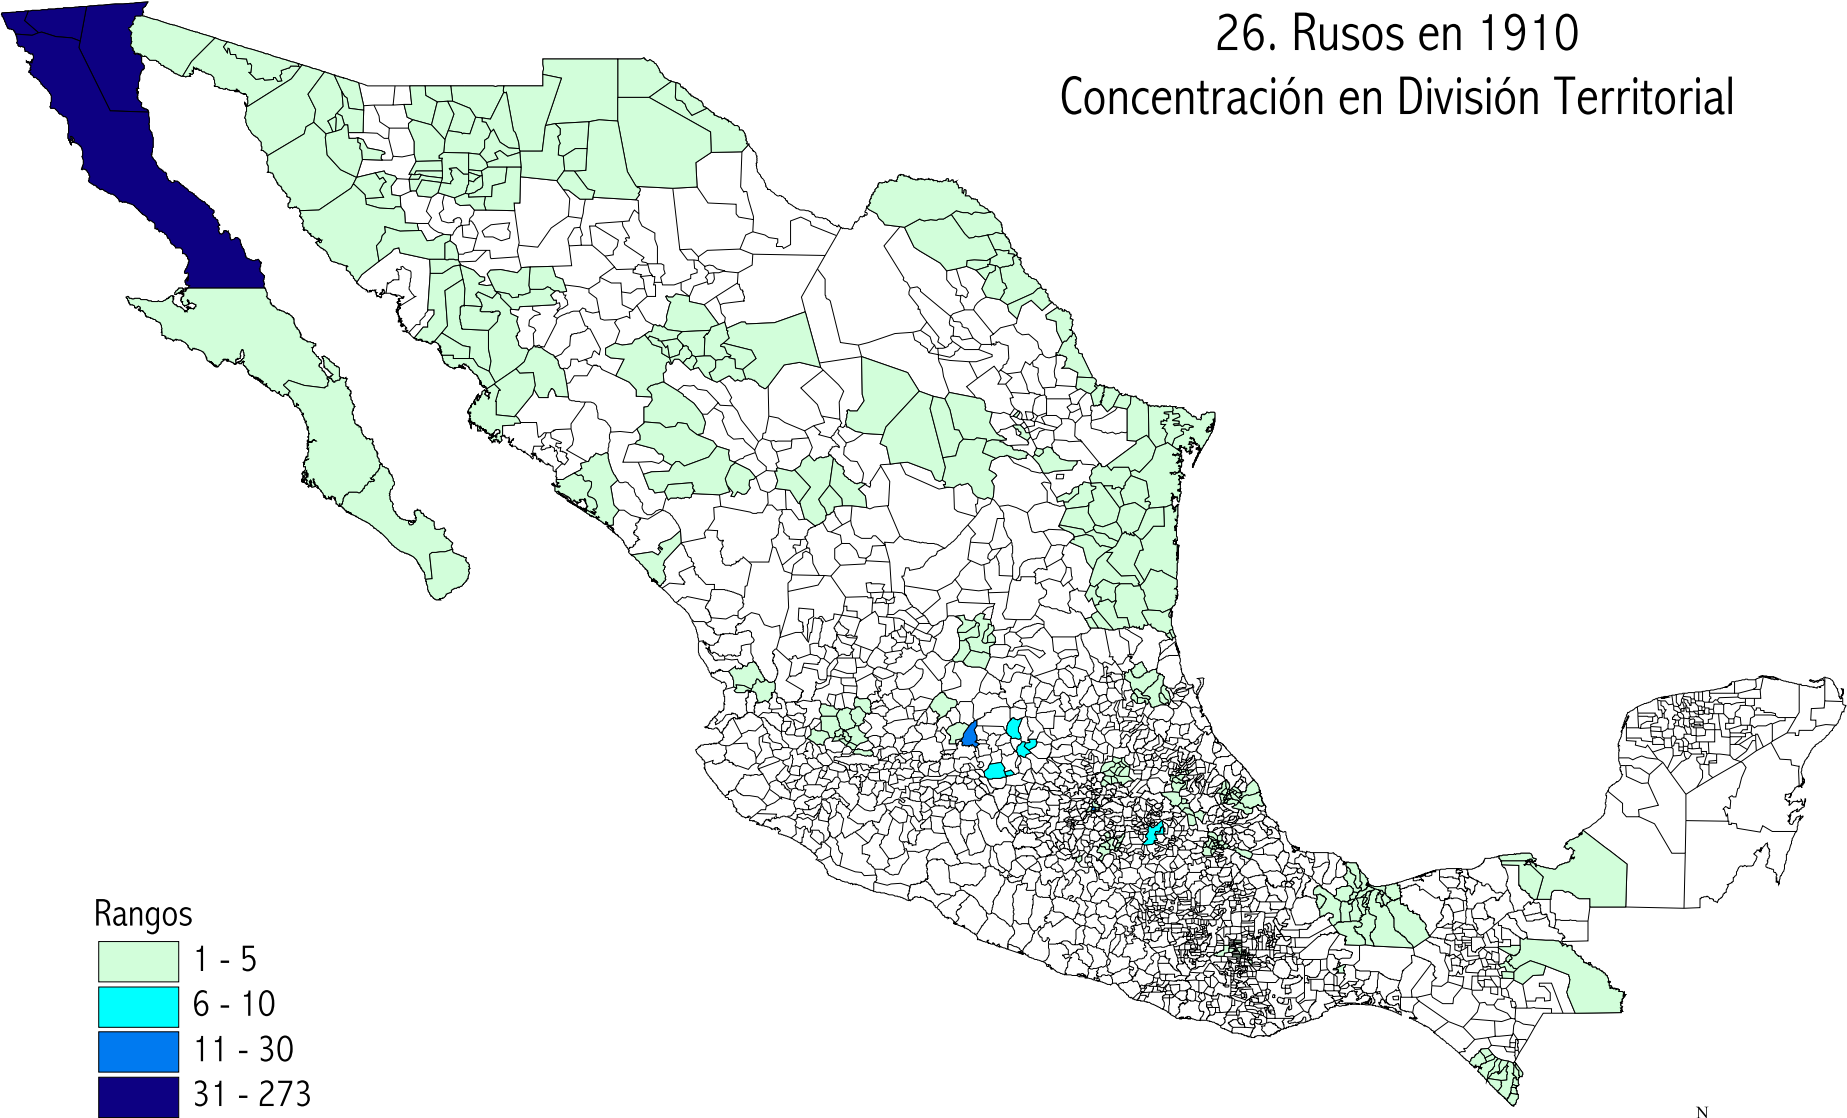 26. Rusos en 1910
Concentración en División Territorial
Rangos
1 - 5
6 - 10
11 - 30
31 - 273
N